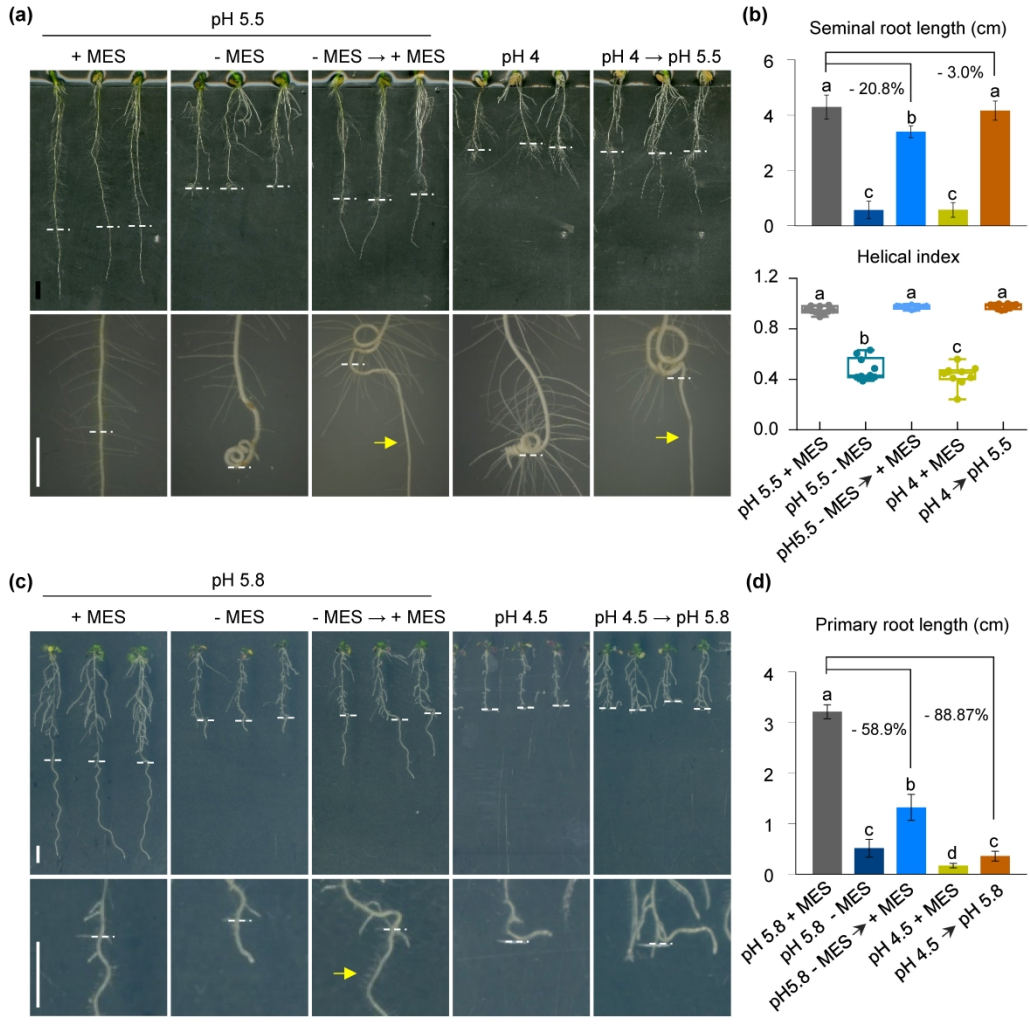 (a)
pH 5.5
+ MES
- MES
- MES → + MES
pH 4
pH 4 → pH 5.5
(b)
Seminal root length (cm)
6
4
2
0
a
c
b
c
a
- 20.8%
- 3.0%
Helical index
1.2
0.8
0.4
0.0
a
b
a
c
a
pH 5.5 + MES
pH 5.5 - MES
pH5.5 - MES → + MES
pH 4 + MES
pH 4 → pH 5.5
(c)
pH 5.8
+ MES
- MES
- MES → + MES
pH 4.5
pH 4.5 → pH 5.8
(d)
Primary root length (cm)
4
3
2
1
0
a
c
b
d
c
- 58.9%
- 88.87%
pH 5.8 + MES
pH 5.8 - MES
pH5.8 - MES → + MES
pH 4.5 + MES
pH 4.5 → pH 5.8